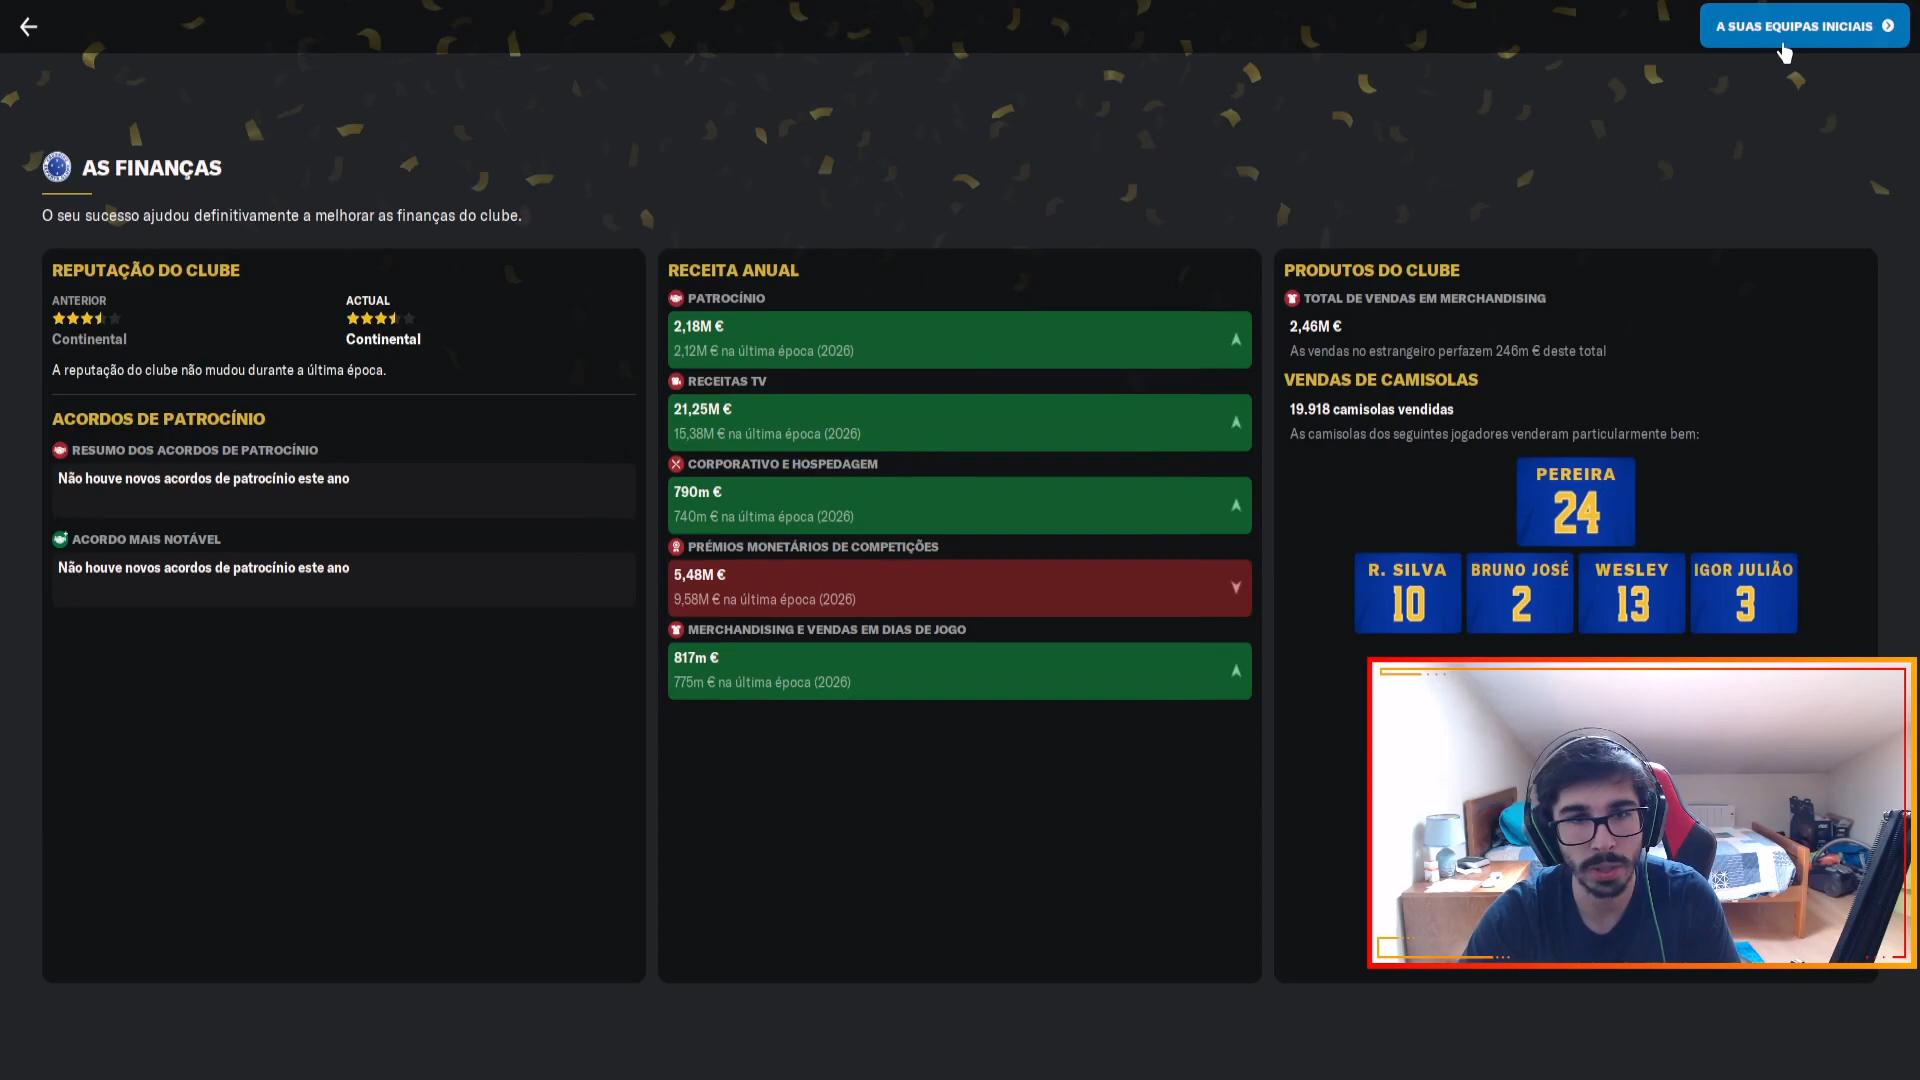 A SUAS EQUIPAS INICIAIS
AS FINANÇAS
O seu sucesso ajudou definitivamente a melhorar as finanças do clube.
REPUTAÇÃO DO CLUBE
ANTERIOR
ACTUAL
Continental
Continental
A reputação do clube não mudou durante a última época.
ACORDOS DE PATROCÍNIO
RESUMO DOS ACORDOS DE PATROCÍNIO
Não houve novos acordos de patrocínio este ano
ACORDO MAIS NOTÁVEL
Não houve novos acordos de patrocínio este ano
RECEITA ANUAL
PATROCÍNIO
2,18M €
2,12M € na última época (2026)
RECEITAS TV
21,25M €
15,38M € na última época (2026)
CORPORATIVO E HOSPEDAGEM
790m €
740m € na última época (2026)
PRÉMIOS MONETÁRIOS DE COMPETIÇÕES
5,48M €
9,58M € na última época (2026)
MERCHANDISING E VENDAS EM DIAS DE JOGO
817m €
775m € na última época (2026)
PRODUTOS DO CLUBE
TOTAL DE VENDAS EM MERCHANDISING
2,46M €
As vendas no estrangeiro perfazem 246m € deste total
VENDAS DE CAMISOLAS
19.918 camisolas vendidas
As camisolas dos seguintes jogadores venderam particularmente bem:
PEREIRA
24
R. SILVA
10
BRUNO JOSÉ
2
WESLEY
13
IGOR JULIÃO
3